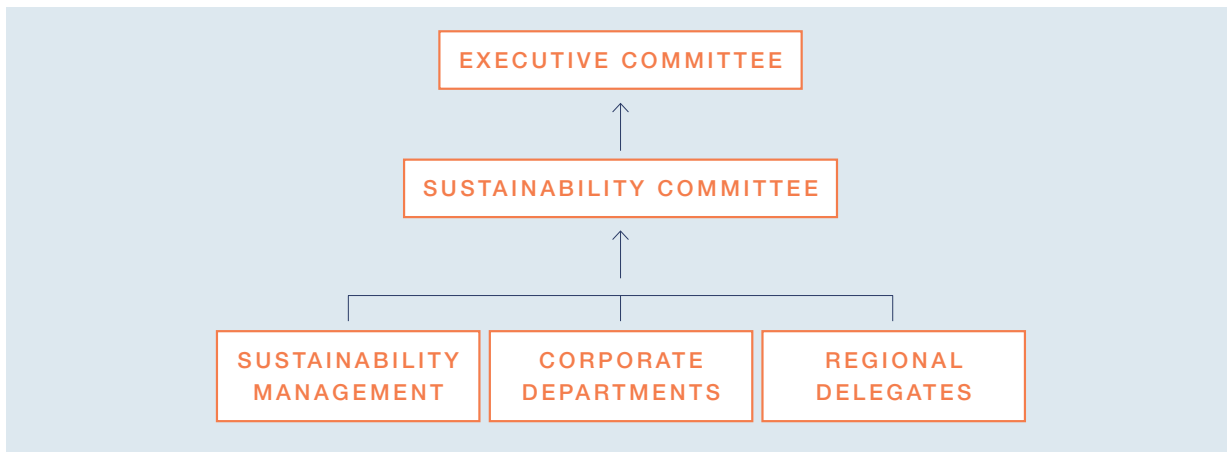 EXECUTIVE COMMITTEE
SUSTAINABILITY COMMITTEE
SUSTAINABILITY
MANAGEMENT
CORPORATE
DEPARTMENTS
REGIONAL
DELEGATES